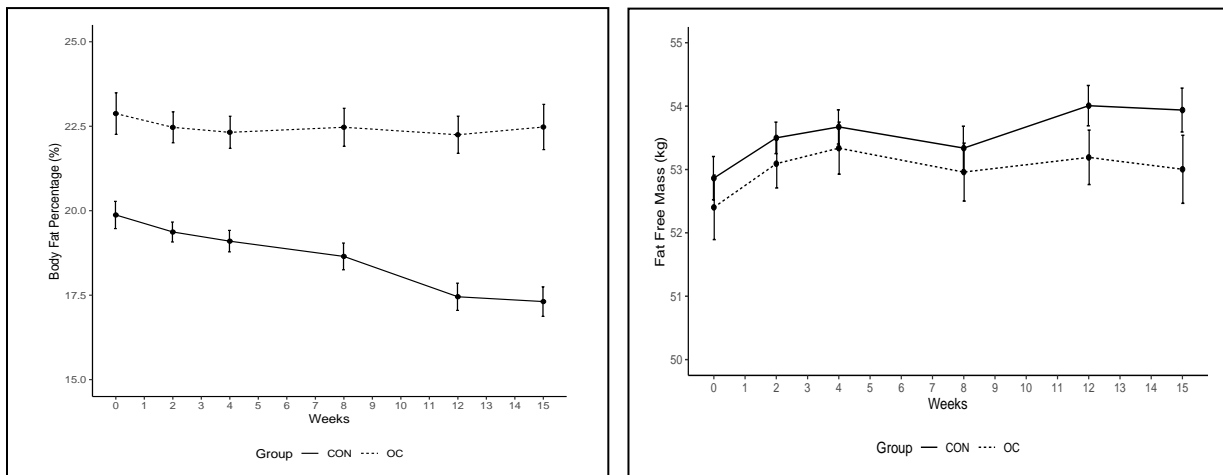 Body Fat Percentage (%)
25.0
22.5
20.0
17.5
15.0
0 1 2 3 4 5 6 7 8 9 10 11 12 13 14 15
Weeks
Group CON OC
Fat Free Mass (kg)
55
54
53
52
51
50
0 1 2 3 4 5 6 7 8 9 10 11 12 13 14 15
Weeks
Group CON OC